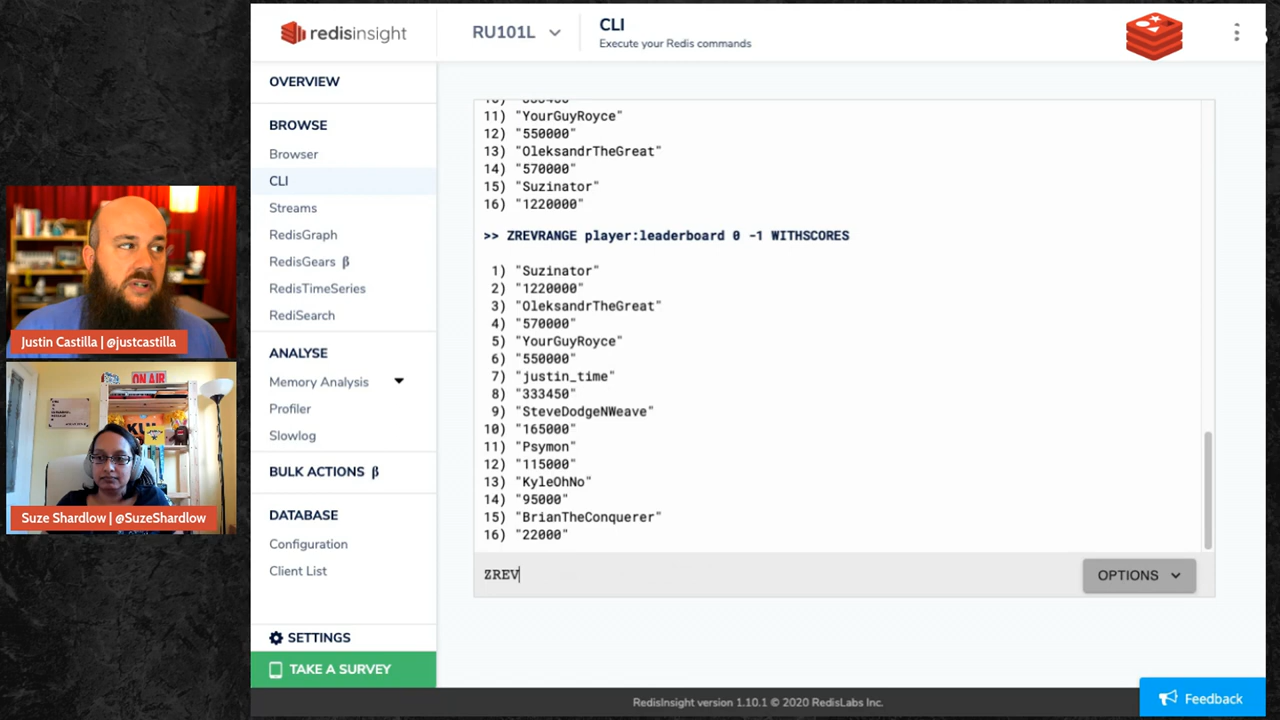 redisinsight
RU101L
CLI
Execute your Redis commands
OVERVIEW
BROWSE
Browser
CLI
Streams
RedisGraph
RedisGears β
RedisTimeSeries
RediSearch
ANALYSE
Memory Analysis
Profiler
Slowlog
BULK ACTIONS β
DATABASE
Configuration
Client List
SETTINGS
TAKE A SURVEY
11) "YourGuyRoyce"
12) "550000"
13) "OleksandrTheGreat"
14) "570000"
15) "Suzinator"
16) "1220000"
>> ZREVRANGE player:leaderboard 0 -1 WITHSCORES
1) "Suzinator"
2) "1220000"
3) "OleksandrTheGreat"
4) "570000"
5) "YourGuyRoyce"
6) "550000"
7) "justin_time"
8) "333450"
9) "SteveDodgeNWeave"
10) "165000"
11) "Psymon"
12) "115000"
13) "KyleOhNo"
14) "95000"
15) "BrianTheConquerer"
16) "22000"
ZREV
OPTIONS
RedisInsight version 1.10.1 © 2020 RedisLabs Inc.
Feedback
Justin Castilla | @justcastilla
ON AIR
Suze Shardlow | @SuzeShardlow